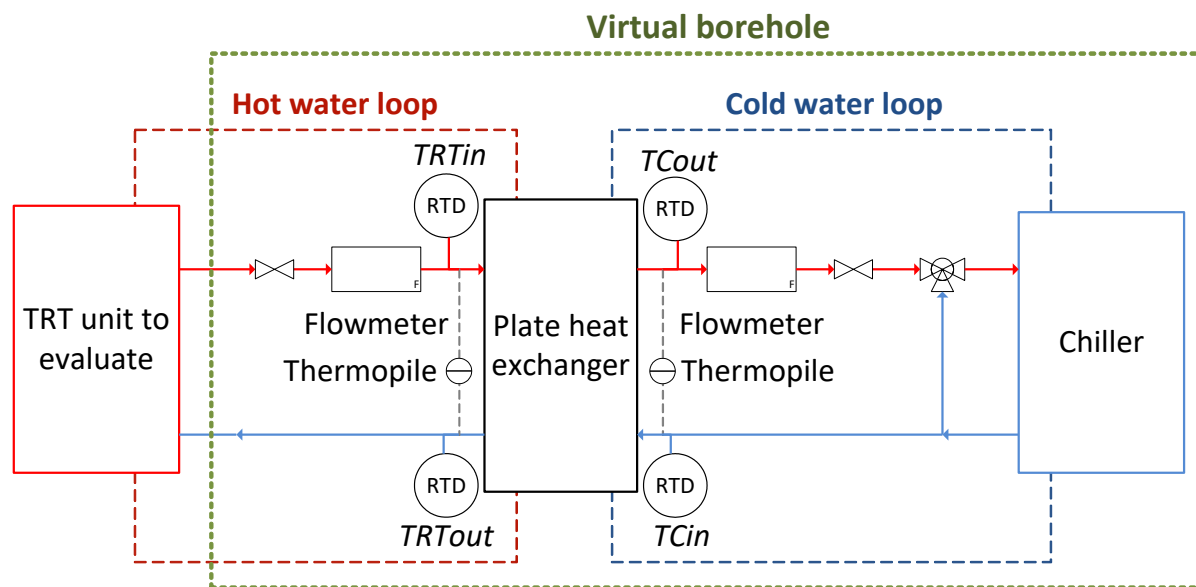 Virtual borehole
Hot water loop
Cold water loop
TRTin
TCout
RTD
RTD
F
F
TRT unit to
evaluate
Flowmeter
Thermopile
Plate heat
exchanger
Flowmeter
Thermopile
Chiller
RTD
RTD
TRTout
TCin